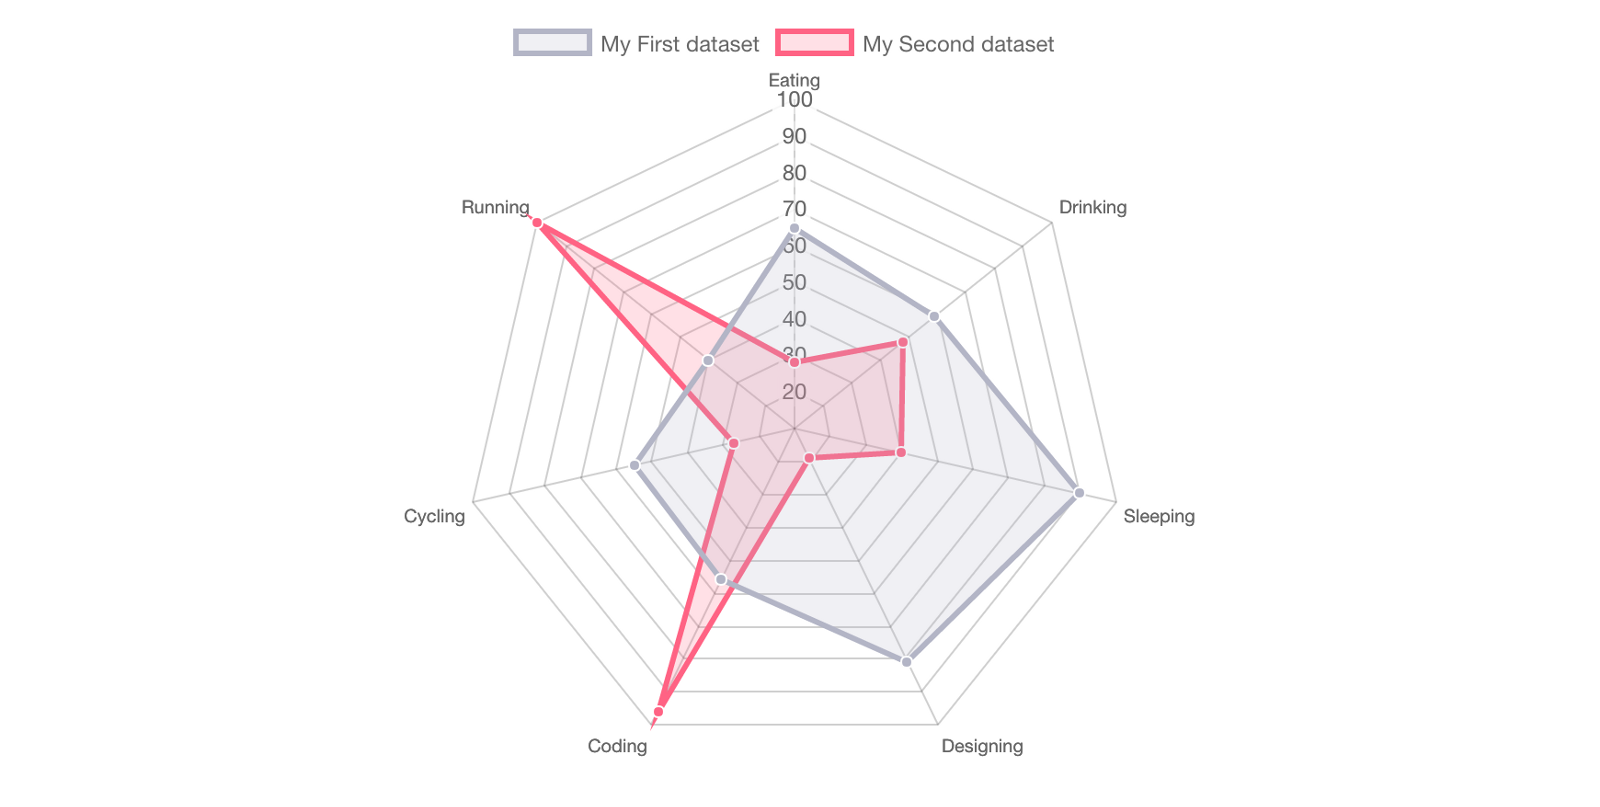 My First dataset My Second dataset
Eating
100
90
80
Running
70
Drinking
60
50
40
30
20
Cycling
Sleeping
Coding
Designing